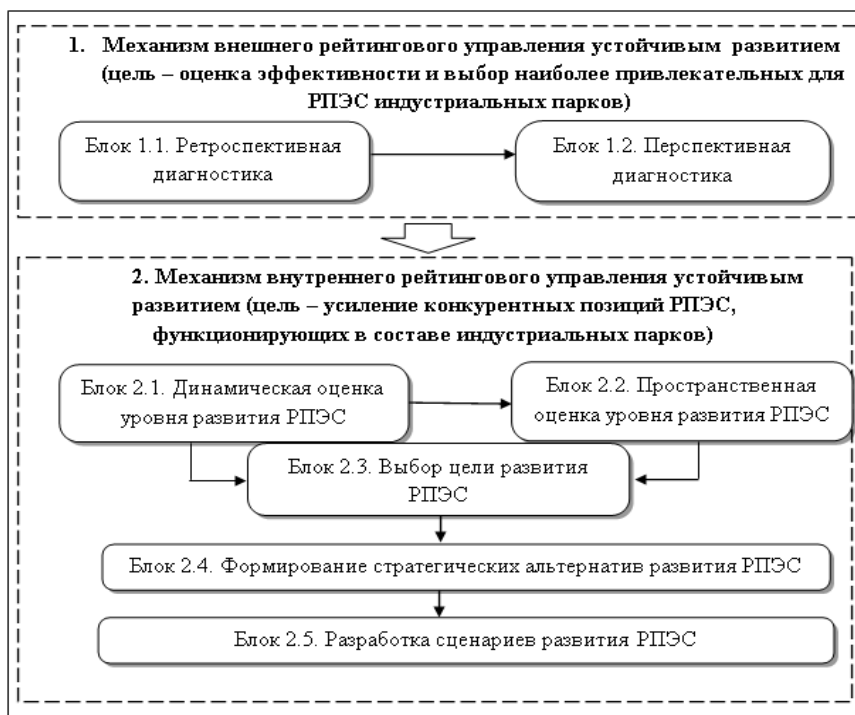 1. Механизм внешнего рейтингового управления устойчивым развитием
(цель – оценка эффективности и выбор наиболее привлекательных для
РПЭС индустриальных парков)
Блок 1.1. Ретроспективная
диагностика
Блок 1.2. Перспективная
диагностика
2. Механизм внутреннего рейтингового управления устойчивым
развитием (цель – усиление конкурентных позиций РПЭС,
функционирующих в составе индустриальных парков)
Блок 2.1. Динамическая оценка
уровня развития РПЭС
Блок 2.2. Пространственная
оценка уровня развития РПЭС
Блок 2.3. Выбор цели развития
РПЭС
Блок 2.4. Формирование стратегических альтернатив развития РПЭС
Блок 2.5. Разработка сценариев развития РПЭС